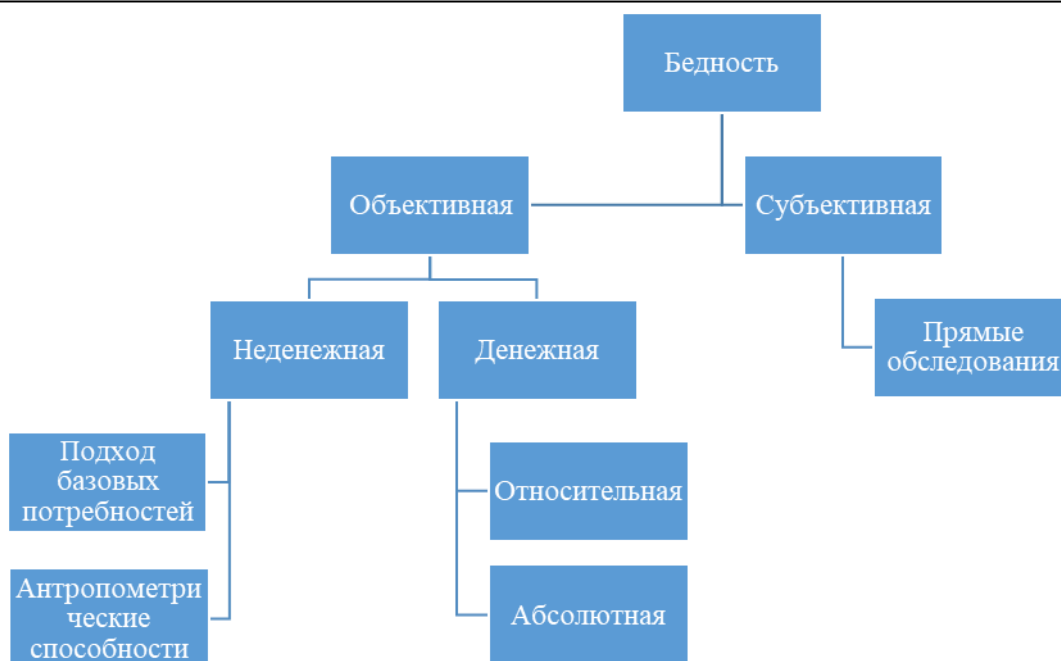 Бедность
Объективная
Субъективная
Неденежная
Денежная
Прямые
обследования
Подход
базовых
потребностей
Относительная
Антропометри
ческие
способности
Абсолютная